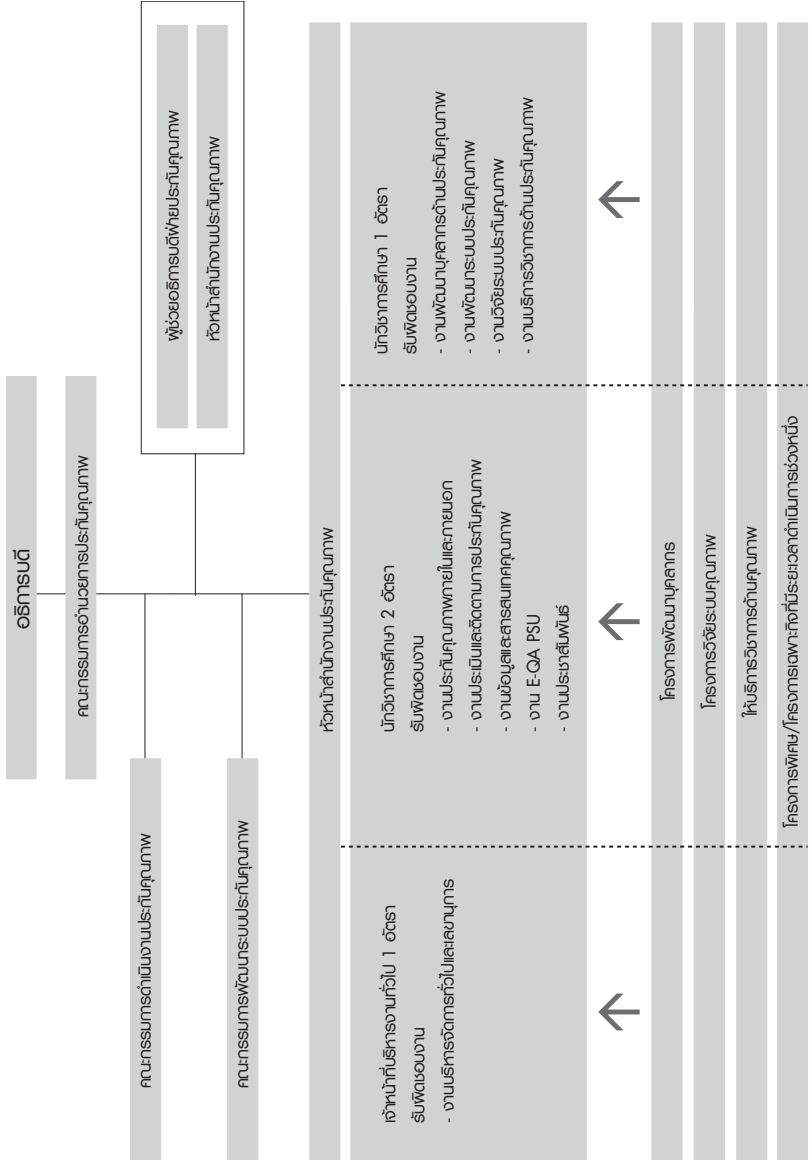 อธิการบดี
คณะกรรมการอำนวยการประกันคุณภาพ
คณะกรรมการดำเนินงานประกันคุณภาพ
คณะกรรมการพัฒนาระบบประกันคุณภาพ
ผู้ช่วยอธิการบดีฝ่ายประกันคุณภาพ
หัวหน้าสำนักงานประกันคุณภาพ
หัวหน้าสำนักงานประกันคุณภาพ
เจ้าหน้าที่บริหารงานทั่วไป 1 อัตรา
รับผิดชอบงาน
- งานบริหารจัดการทั่วไปและเลขานุการ
นักวิชาการศึกษา 2 อัตรา
รับผิดชอบงาน
- งานประกันคุณภาพภายในและภายนอก
- งานประเมินและติดตามการประกันคุณภาพ
- งานข้อมูลและสารสนเทศคุณภาพ
- งาน E-QA PSU
- งานประชาสัมพันธ์
นักวิชาการศึกษา 1 อัตรา
รับผิดชอบงาน
- งานพัฒนาบุคลากรด้านประกันคุณภาพ
- งานพัฒนาระบบประกันคุณภาพ
- งานวิจัยระบบประกันคุณภาพ
- งานบริการวิชาการด้านประกันคุณภาพ
โครงการพัฒนาบุคลากร
โครงการวิจัยระบบคุณภาพ
ให้บริการวิชาการด้านคุณภาพ
โครงการพิเศษ/โครงการเฉพาะกิจที่มีระยะเวลาดำเนินการช่วงหนึ่ง